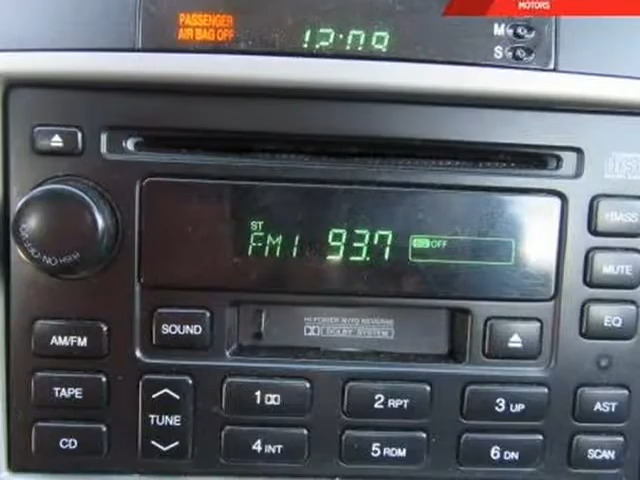 MOTORS
PASSENGER
AIR BAG OFF
12:09
M
S
+BASS
ST
FM1 93.7
OFF
MUTE
PUSH-ON
HI-POWER AUTO REVERSE
DOLBY SYSTEM
SOUND
EQ
AM/FM
TAPE
TUNE
1
2 RPT
3 UP
AST
CD
4 INT
5 RDM
6 DN
SCAN